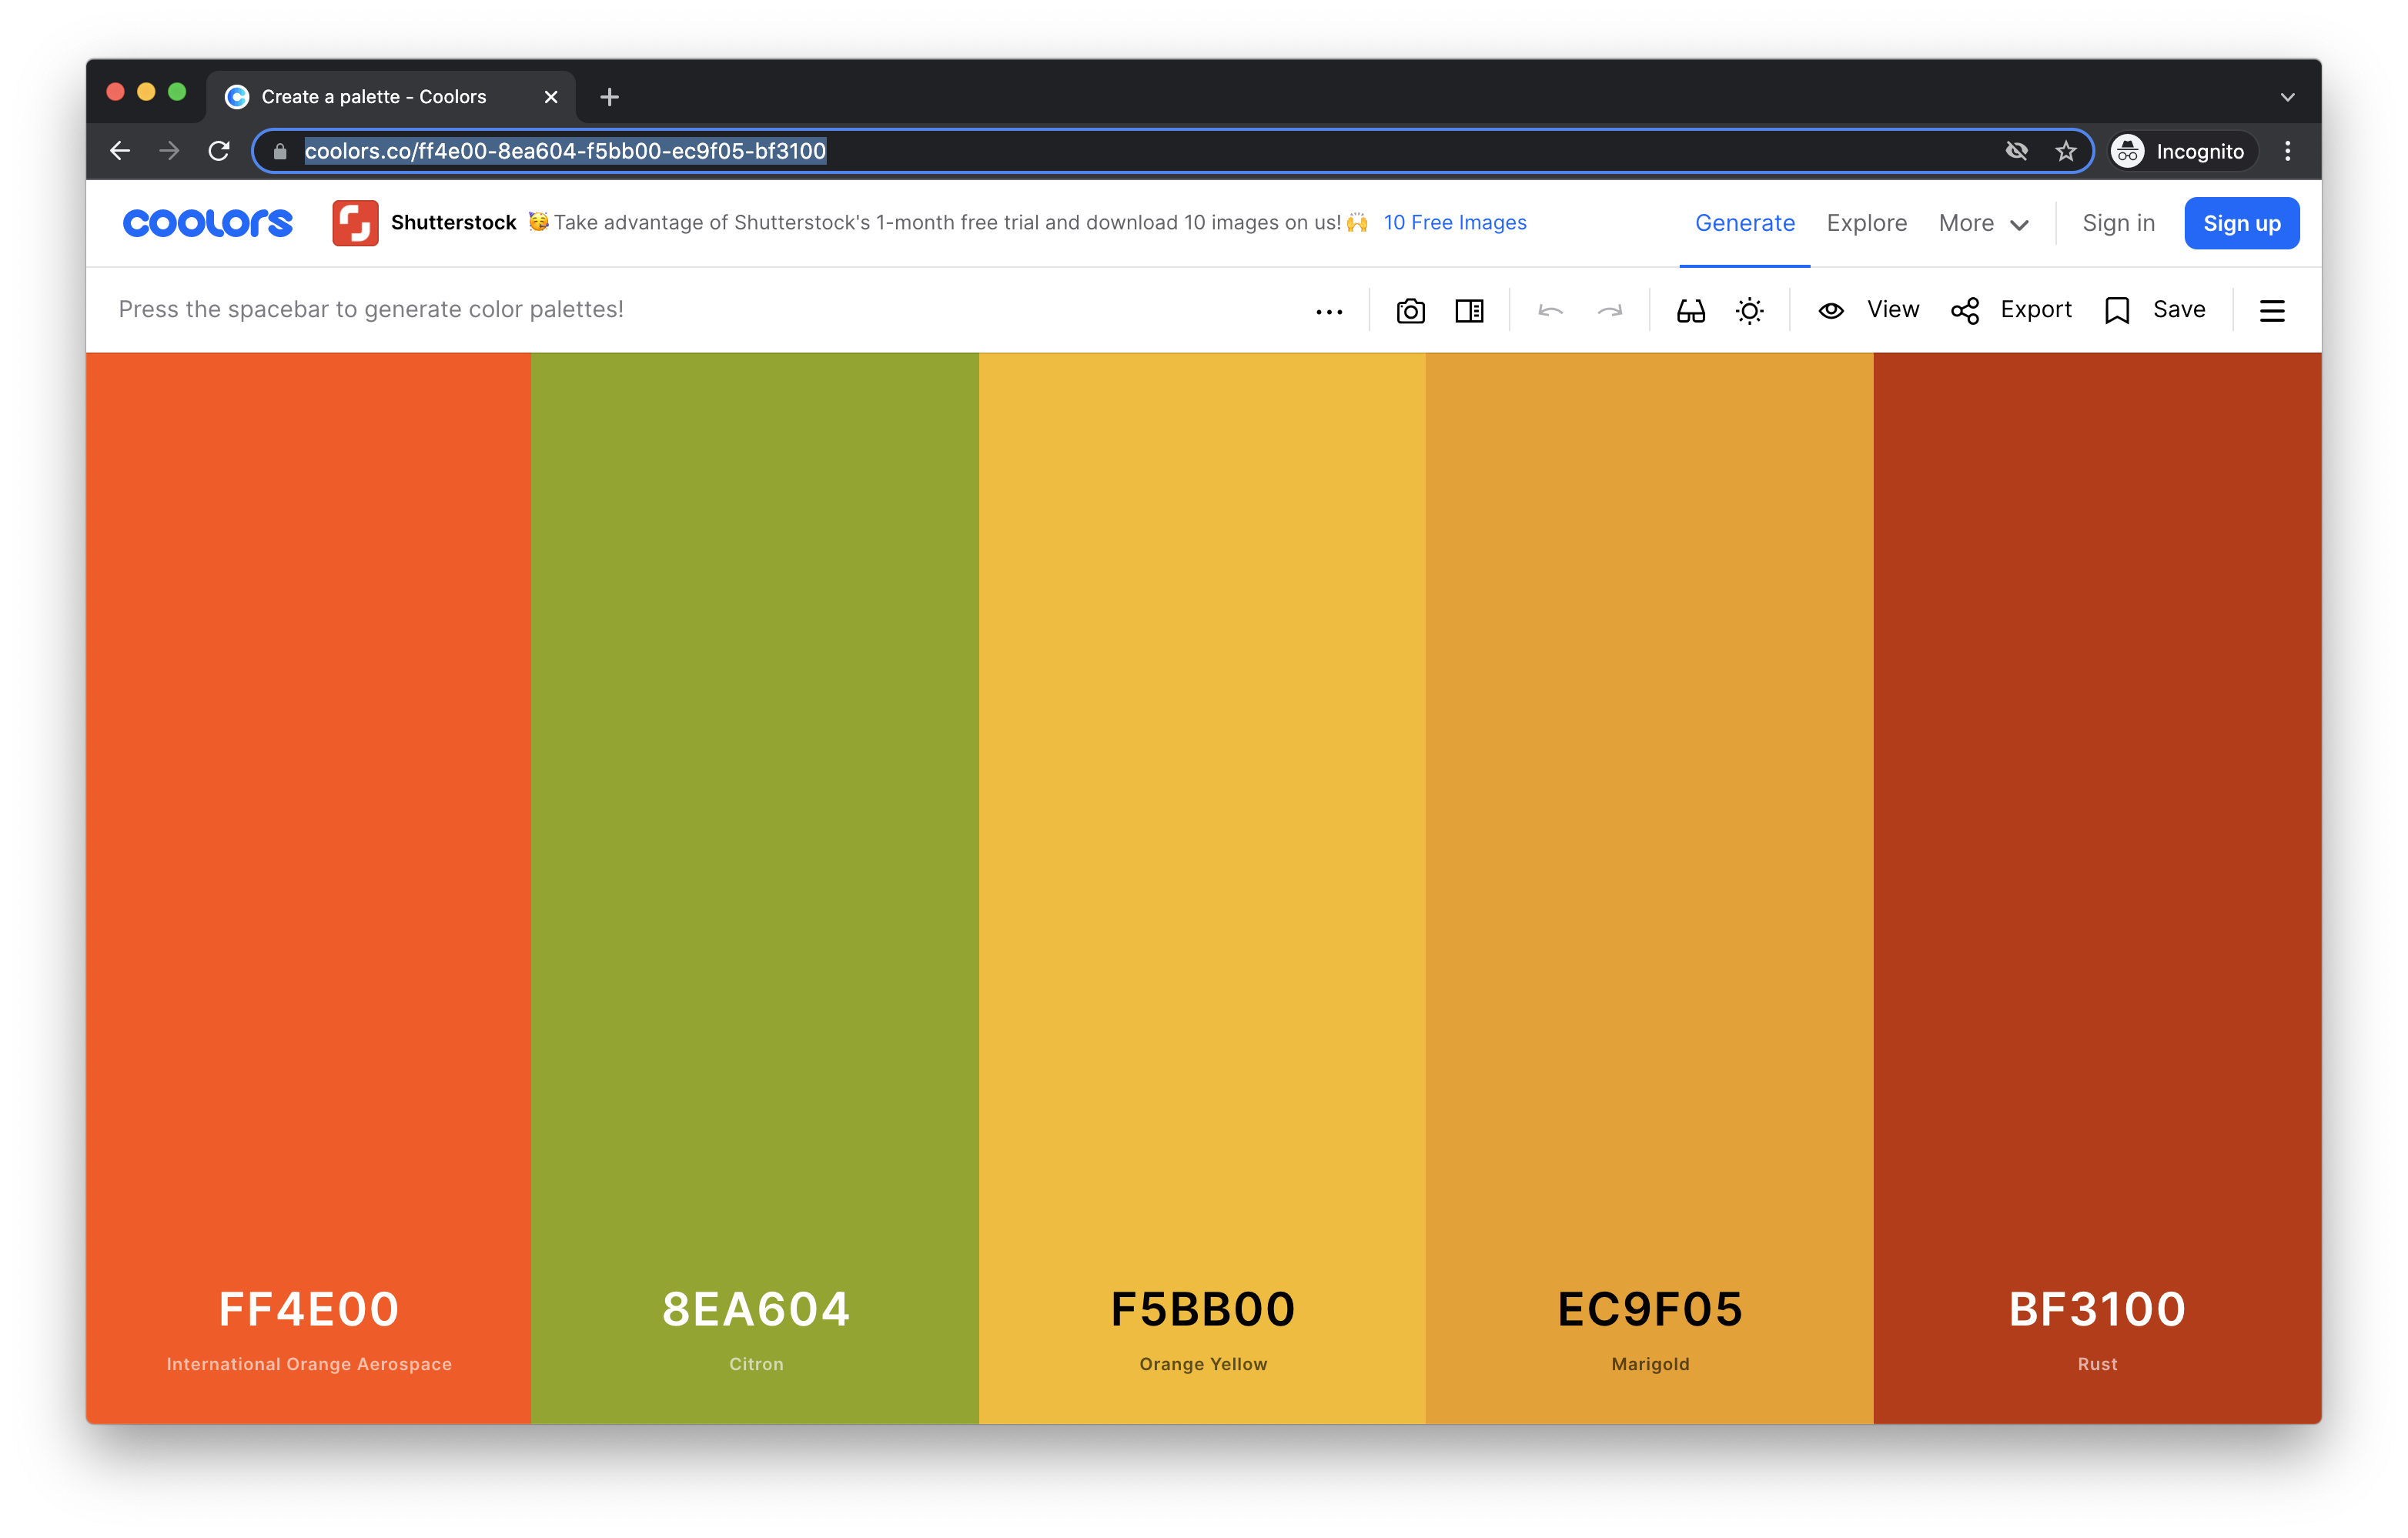 Create a palette - Coolors
coolors.co/ff4e00-8ea604-f5bb00-ec9f05-bf3100
Incognito
coolors
Shutterstock 🥳 Take advantage of Shutterstock's 1-month free trial and download 10 images on us! 🙌 10 Free Images
Generate
Explore
More
Sign in
Sign up
Press the spacebar to generate color palettes!
View
Export
Save
FF4E00
International Orange Aerospace
8EA604
Citron
F5BB00
Orange Yellow
EC9F05
Marigold
BF3100
Rust